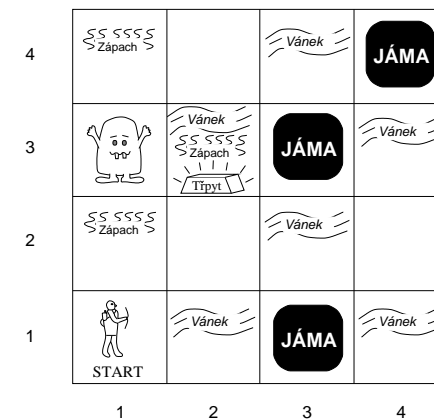 4
Zápach
Vánek
JÁMA
3
Vánek
Zápach
Třpyt
JÁMA
Vánek
2
Zápach
Vánek
1
START
Vánek
JÁMA
Vánek
1 2 3 4